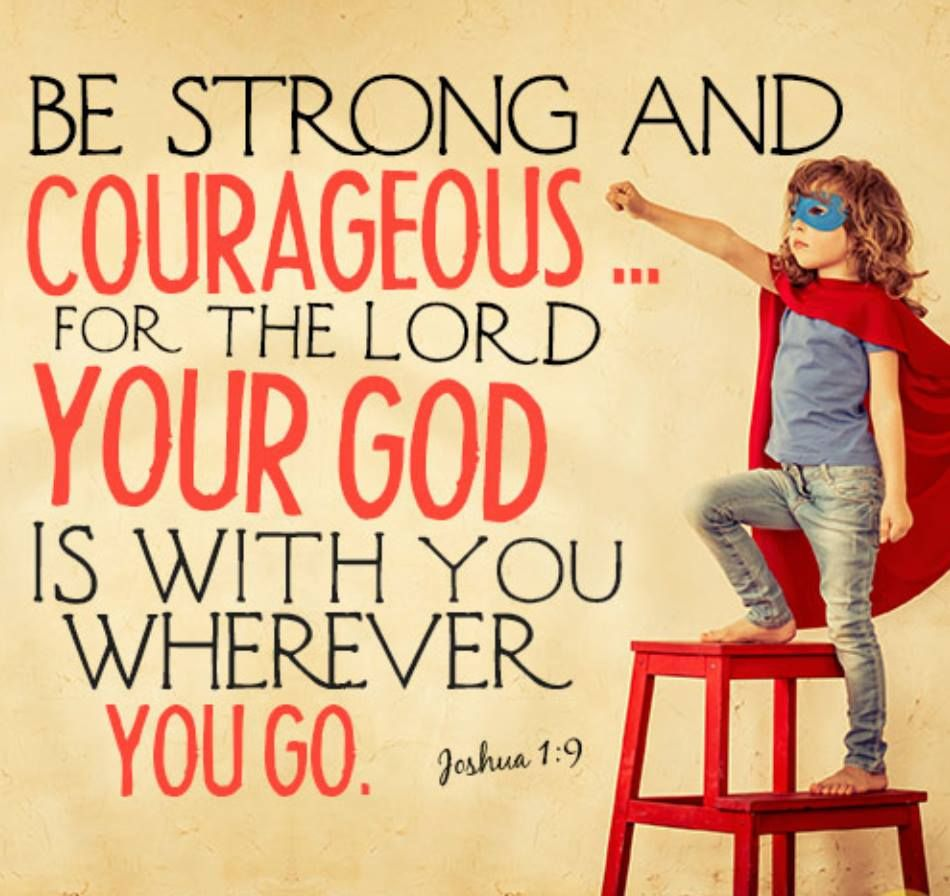 BE STRONG AND
COURAGEOUS ...
FOR THE LORD
YOUR GOD
IS WITH YOU
WHEREVER
YOU GO.
Joshua 1:9